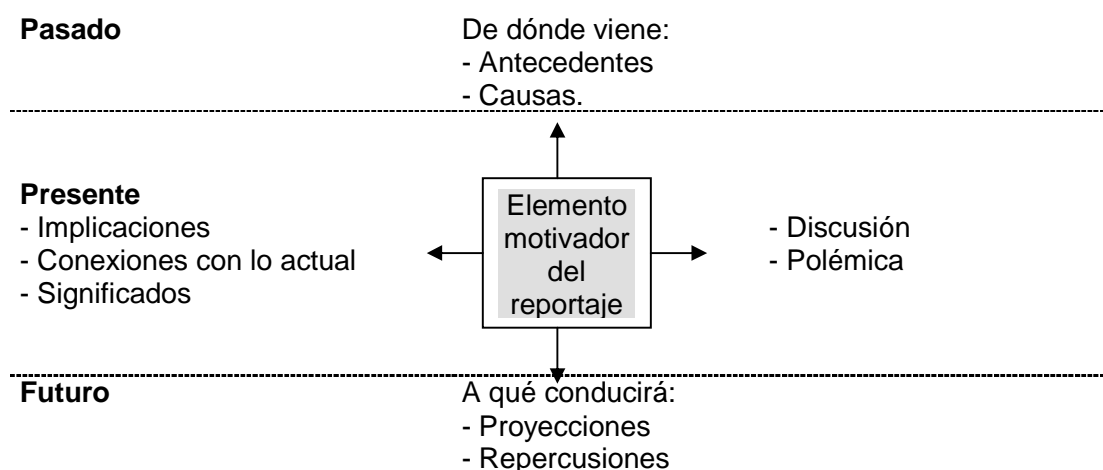 Pasado
De dónde viene:
- Antecedentes
- Causas.
Presente
- Implicaciones
- Conexiones con lo actual
- Significados
Elemento
motivador
del
reportaje
- Discusión
- Polémica
Futuro
A qué conducirá:
- Proyecciones
- Repercusiones